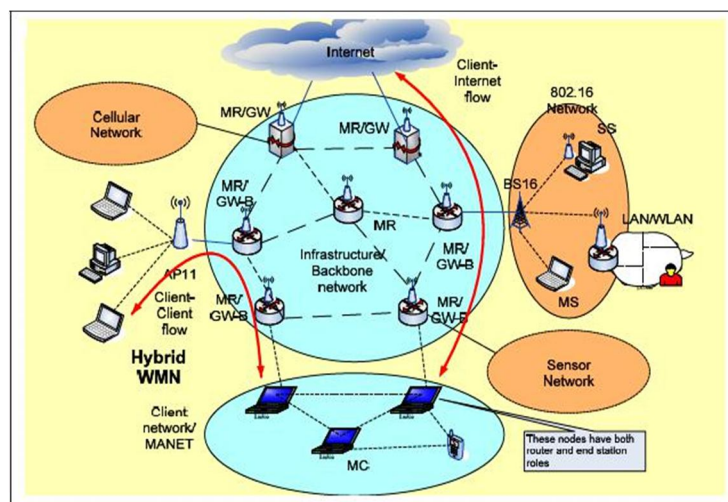 Internet
Client-
Internet
flow
802.16
Network
SS
Cellular
Network
MR/GW
MR/GW
MR/
GW-B
BS16
MR
LAN/WLAN
MR/
GW-B
Infrastructure/
Backbone
network
AP11
Client-
Client
flow
MR/
GW-B
MR/
GW-B
MS
Hybrid
WMN
Sensor
Network
Client
network/
MANET
MC
These nodes have both
router and end station
roles